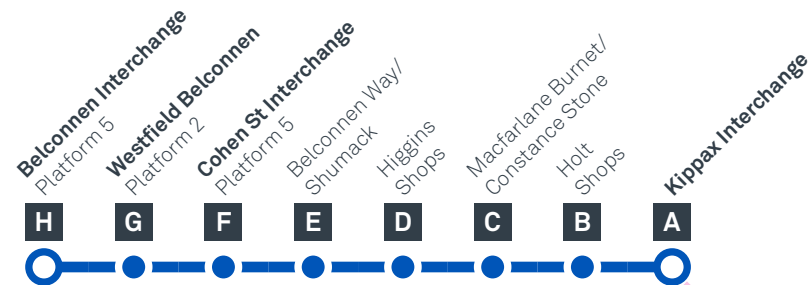 Belconnen Interchange
Platform 5
Westfield Belconnen
Platform 2
Cohen St Interchange
Platform 5
Belconnen Way/
Shumack
Higgins
Shops
Macfarlane Burnet/
Constance Stone
Holt
Shops
Kippax Interchange
H G F E D C B A